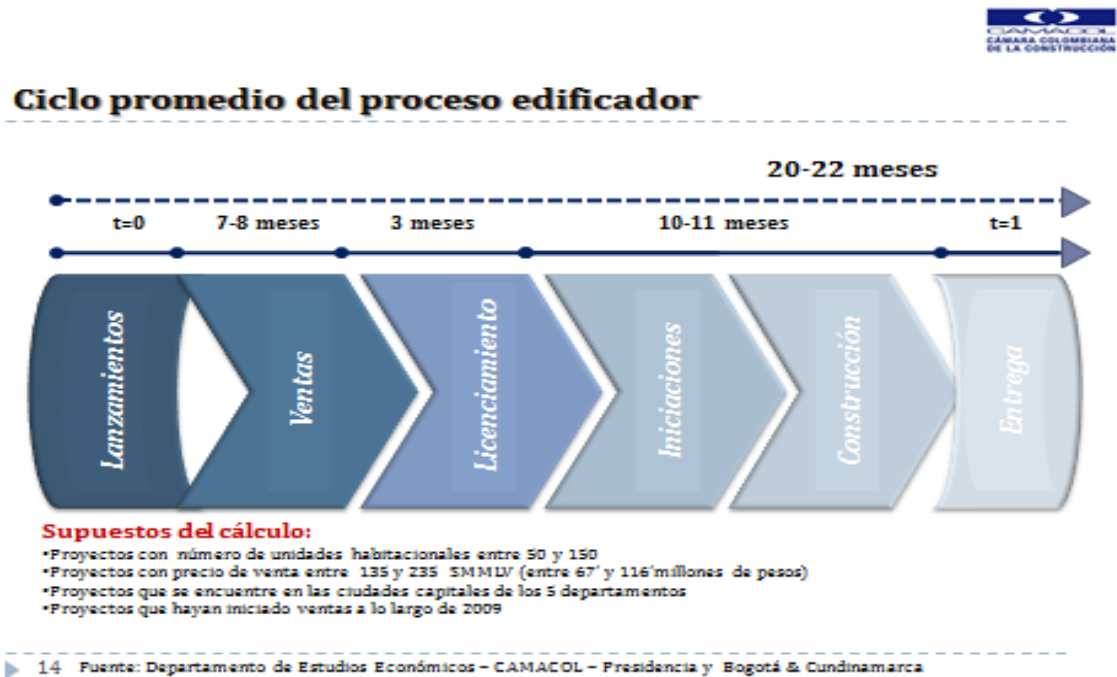 CAMACOL
CÁMARA COLOMBIANA
DE LA CONSTRUCCIÓN
Ciclo promedio del proceso edificador
20-22 meses
t=0 7-8 meses 3 meses 10-11 meses t=1
Lanzamientos
Ventas
Licenciamiento
Iniciaciones
Construcción
Entrega
Supuestos del cálculo:
•Proyectos con número de unidades habitacionales entre 50 y 150
•Proyectos con precio de venta entre 135 y 235 SMMLV (entre 67´ y 116´millones de pesos)
•Proyectos que se encuentre en las ciudades capitales de los 5 departamentos
•Proyectos que hayan iniciado ventas a lo largo de 2009
14 Fuente: Departamento de Estudios Económicos – CAMACOL – Presidencia y Bogotá & Cundinamarca